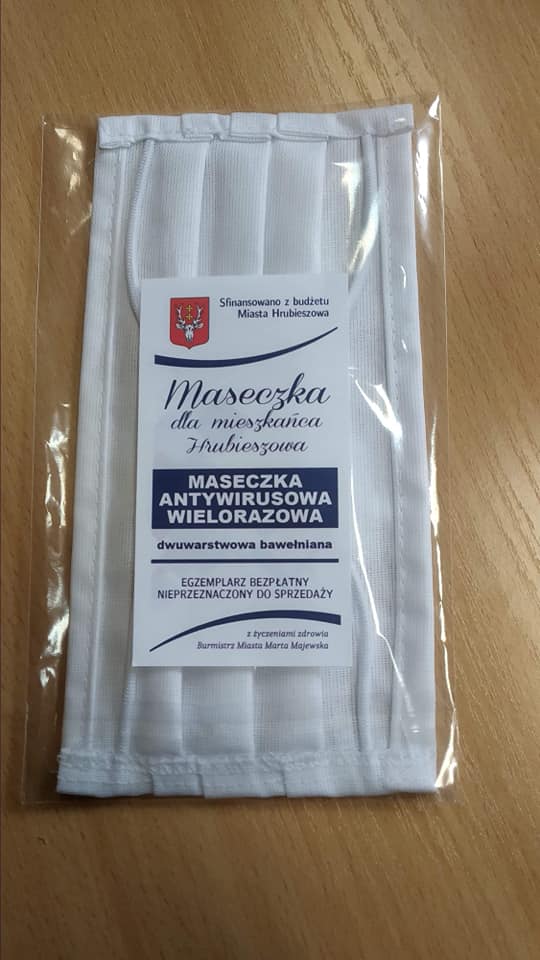 Sfinansowano z budżetu
Miasta Hrubieszowa
Maseczka
dla mieszkańca
Hrubieszowa
MASECZKA
ANTYWIRUSOWA
WIELORAZOWA
dwuwarstwowa bawełniana
EGZEMPLARZ BEZPŁATNY
NIEPRZEZNACZONY DO SPRZEDAŻY
z życzeniami zdrowia
Burmistrz Miasta Marta Majewska